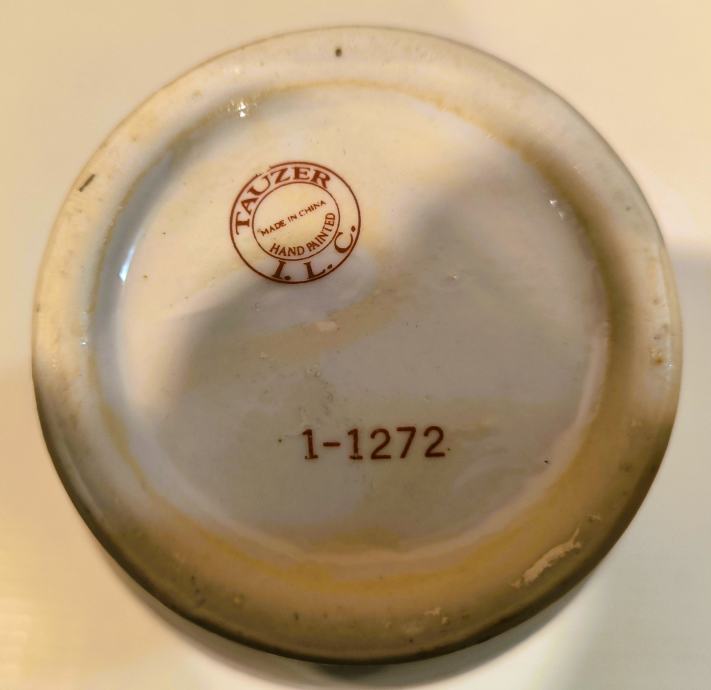 TAUZER
MADE IN CHINA
HAND PAINTED
I. L. C.
1-1272